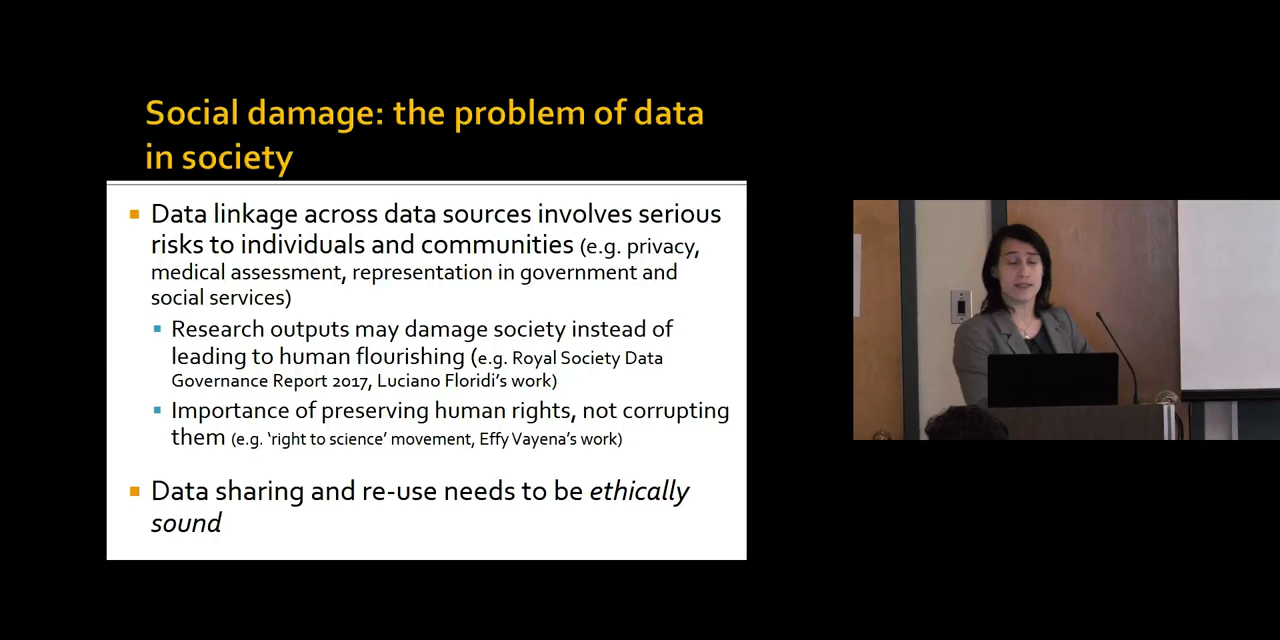 Social damage: the problem of data
in society
Data linkage across data sources involves serious
risks to individuals and communities (e.g. privacy,
medical assessment, representation in government and
social services)
Research outputs may damage society instead of
leading to human flourishing (e.g. Royal Society Data
Governance Report 2017, Luciano Floridi's work)
Importance of preserving human rights, not corrupting
them (e.g. 'right to science' movement, Effy Vayena's work)
Data sharing and re-use needs to be ethically
sound